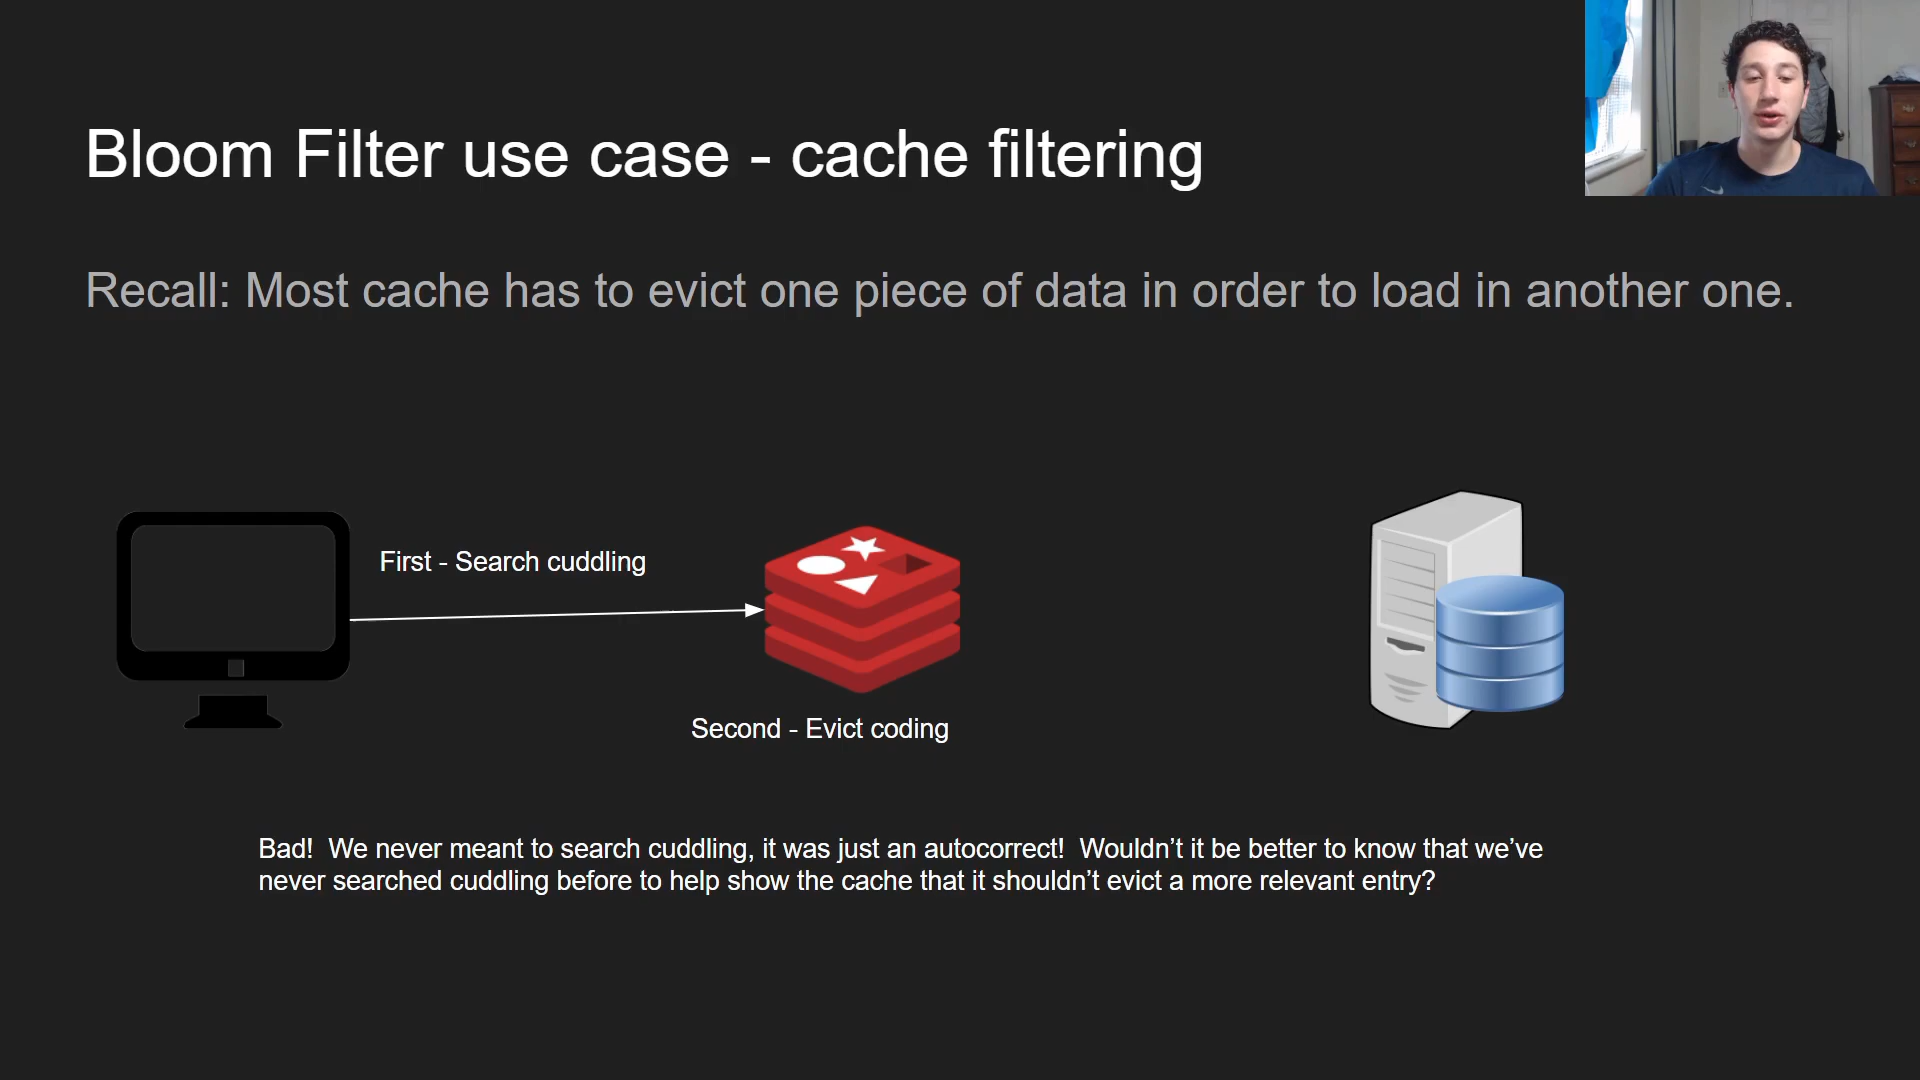 Bloom Filter use case - cache filtering
Recall: Most cache has to evict one piece of data in order to load in another one.
First - Search cuddling
Second - Evict coding
Bad!  We never meant to search cuddling, it was just an autocorrect!  Wouldn’t it be better to know that we’ve
never searched cuddling before to help show the cache that it shouldn’t evict a more relevant entry?